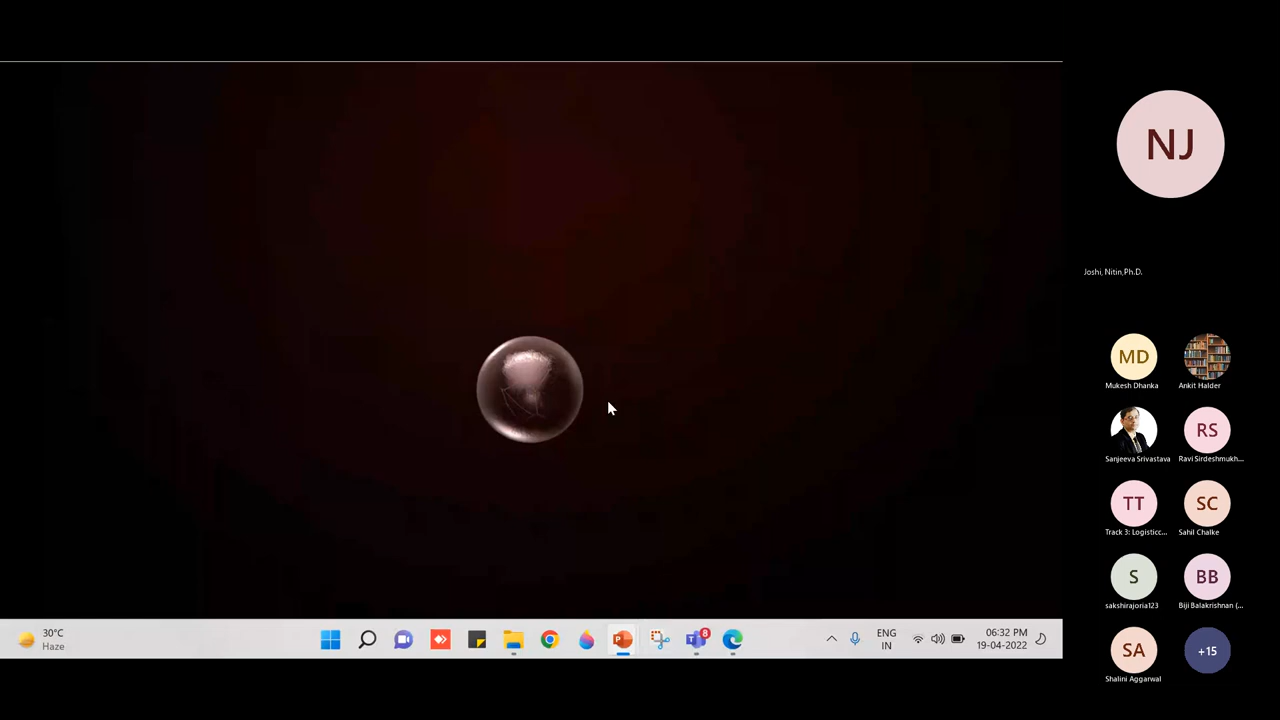 NJ
Joshi, Nitin,Ph.D.
MD
Mukesh Dhanka
Ankit Halder
Sanjeeva Srivastava
RS
Ravi Sirdeshmukh...
TT
Track 3: Logisticc...
SC
Sahil Chalke
S
sakshirajoria123
BB
Biji Balakrishnan (...
SA
Shalini Aggarwal
+15
30°C
Haze
P
8
ENG
IN
06:32 PM
19-04-2022